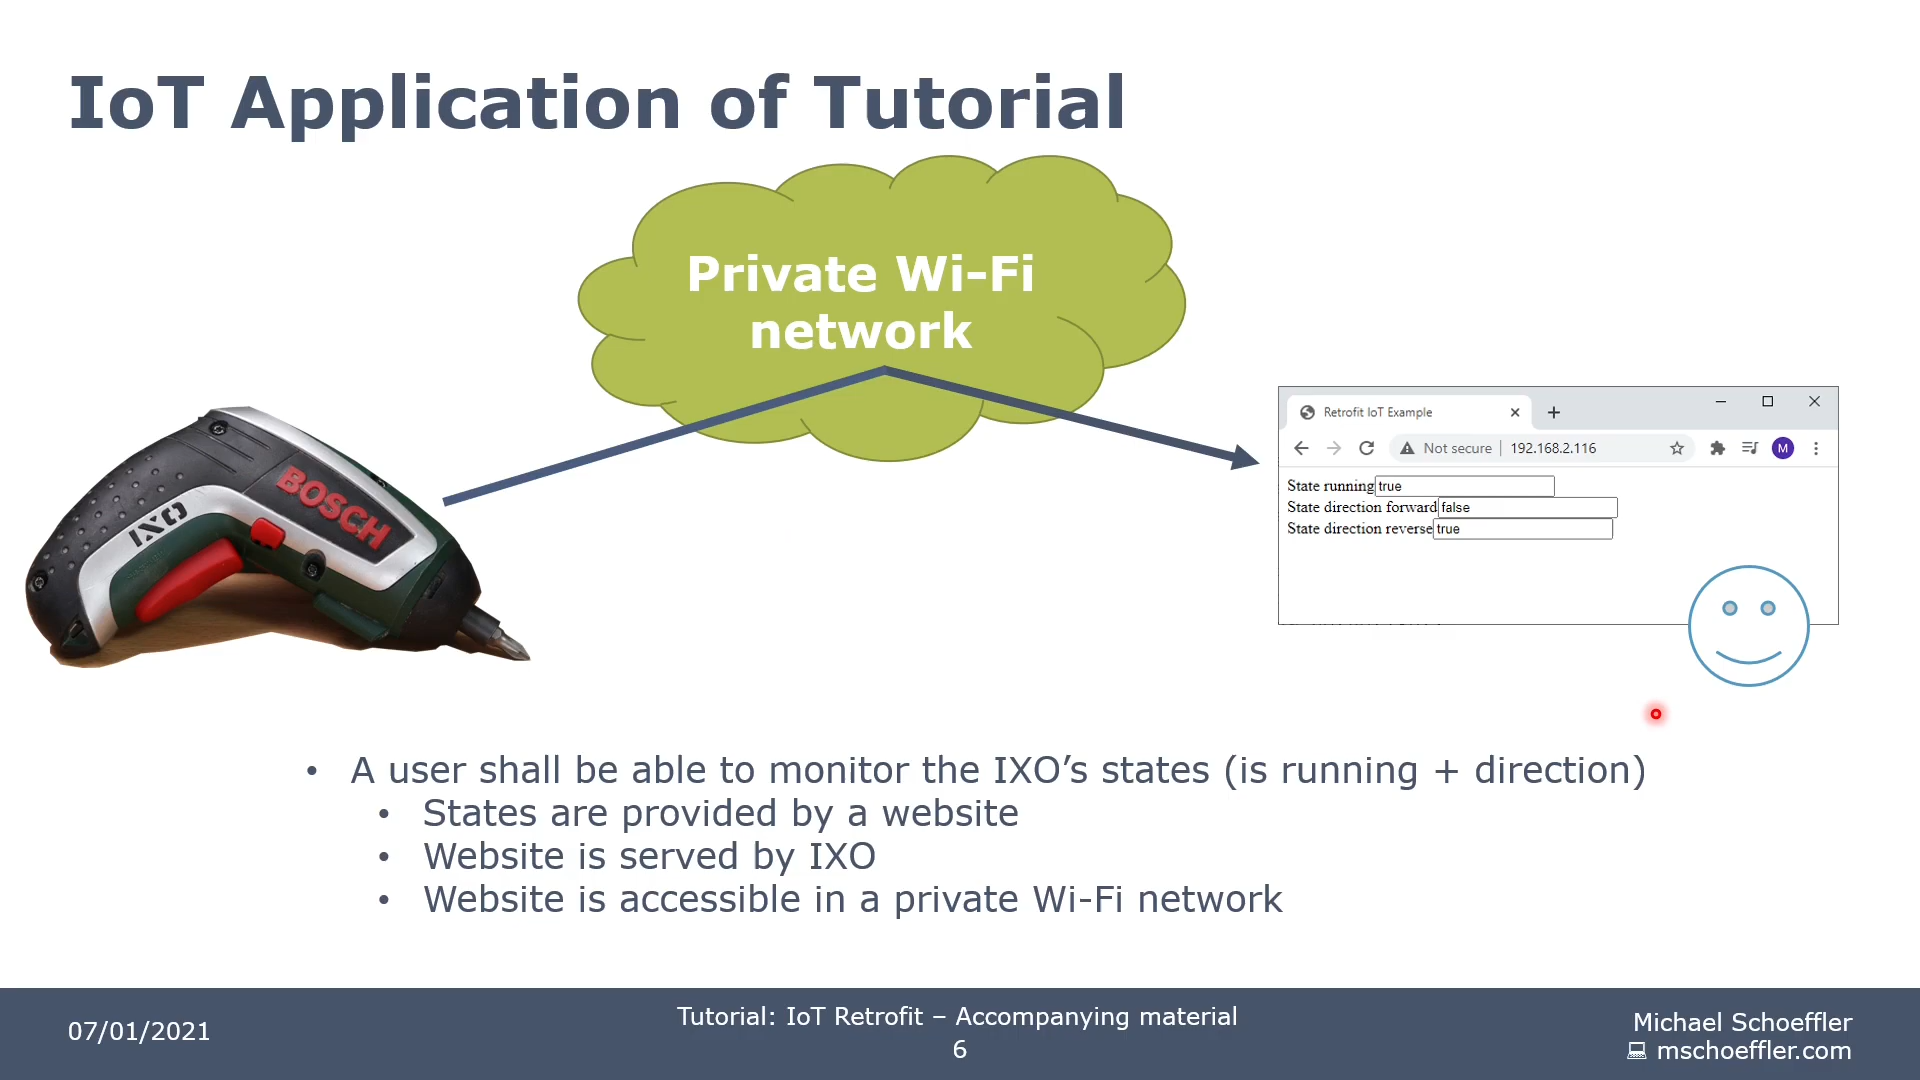 IoT Application of Tutorial
Private Wi-Fi
network
BOSCH
IXO
Retrofit IoT Example
Not secure | 192.168.2.116
M
State running true
State direction forward false
State direction reverse true
• A user shall be able to monitor the IXO’s states (is running + direction)
• States are provided by a website
• Website is served by IXO
• Website is accessible in a private Wi-Fi network
07/01/2021
Tutorial: IoT Retrofit – Accompanying material
6
Michael Schoeffler
mschoeffler.com